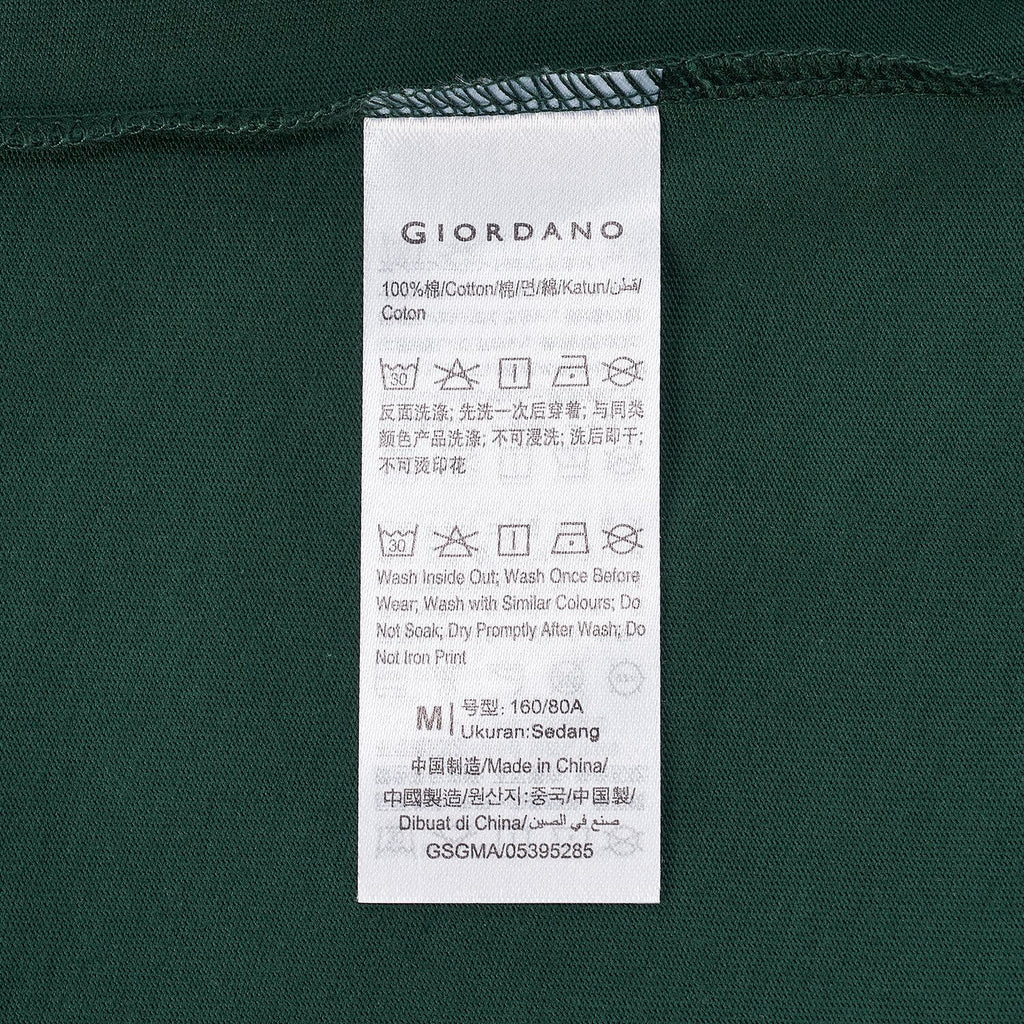 GIORDANO
100%棉/Cotton/棉/면/綿/Katun/قطن/
Coton
30
反面洗涤; 先洗一次后穿着; 与同类
颜色产品洗涤; 不可浸洗; 洗后即干;
不可烫印花
30
Wash Inside Out; Wash Once Before
Wear; Wash with Similar Colours; Do
Not Soak; Dry Promptly After Wash; Do
Not Iron Print
M 号型: 160/80A
Ukuran:Sedang
中国制造/Made in China/
中國製造/원산지:중국/中国製/
Dibuat di China/صنع في الصين
GSGMA/05395285